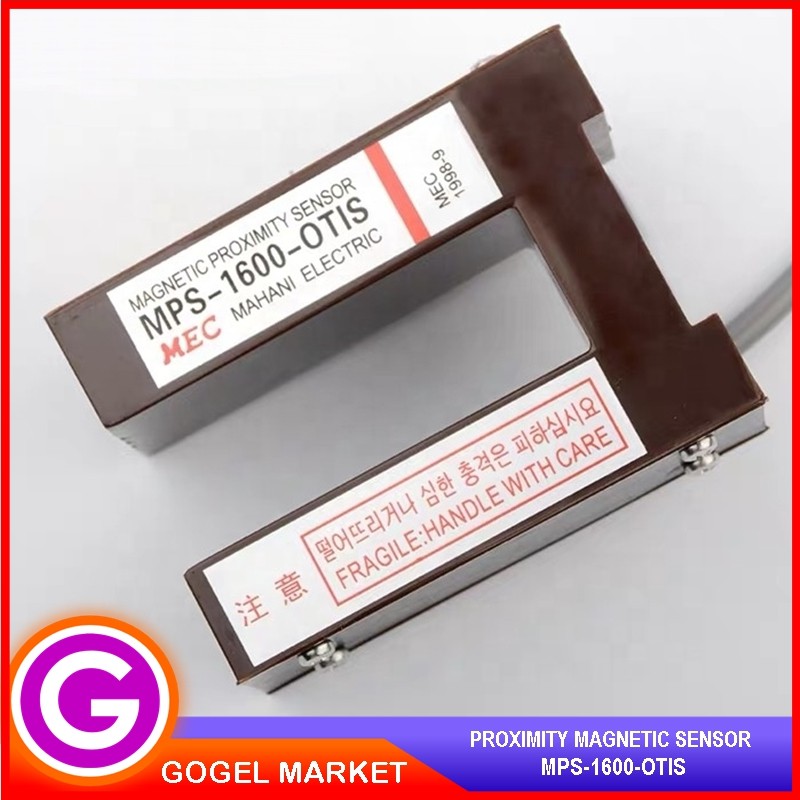 MAGNETIC PROXIMITY SENSOR
MPS-1600-OTIS
MEC MAHANI ELECTRIC
MEC
1998-9
注意
떨어뜨리거나 심한 충격은 피하십시요
FRAGILE:HANDLE WITH CARE
G
GOGEL MARKET
PROXIMITY MAGNETIC SENSOR
MPS-1600-OTIS